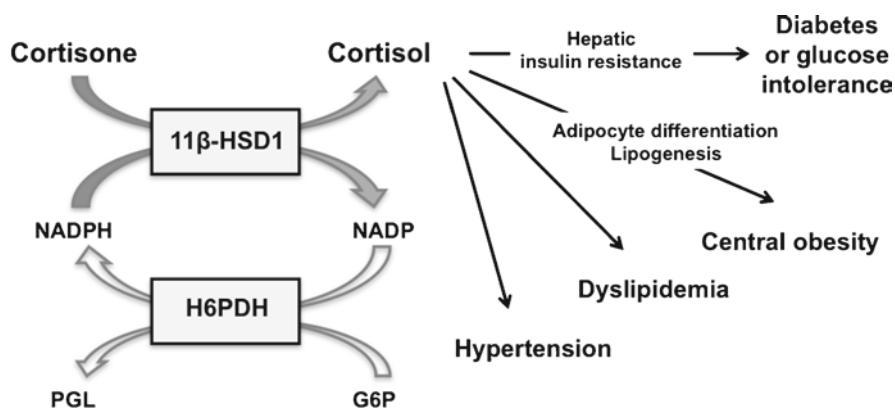 Cortisone
Cortisol
Hepatic
insulin resistance
Diabetes
or glucose
intolerance
11β-HSD1
Adipocyte differentiation
Lipogenesis
NADPH
NADP
Central obesity
H6PDH
Dyslipidemia
Hypertension
PGL
G6P